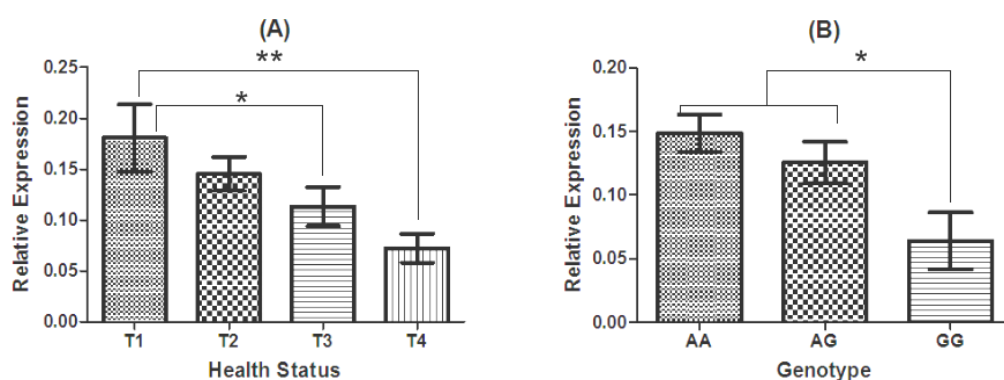 (A)
Relative Expression
0.25
0.20
0.15
0.10
0.05
0.00
**
*
T1 T2 T3 T4
Health Status
(B)
Relative Expression
0.20
0.15
0.10
0.05
0.00
*
AA AG GG
Genotype